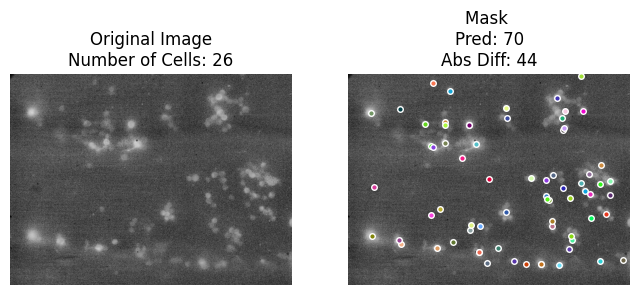 Original Image
Number of Cells: 26
Mask
Pred: 70
Abs Diff: 44